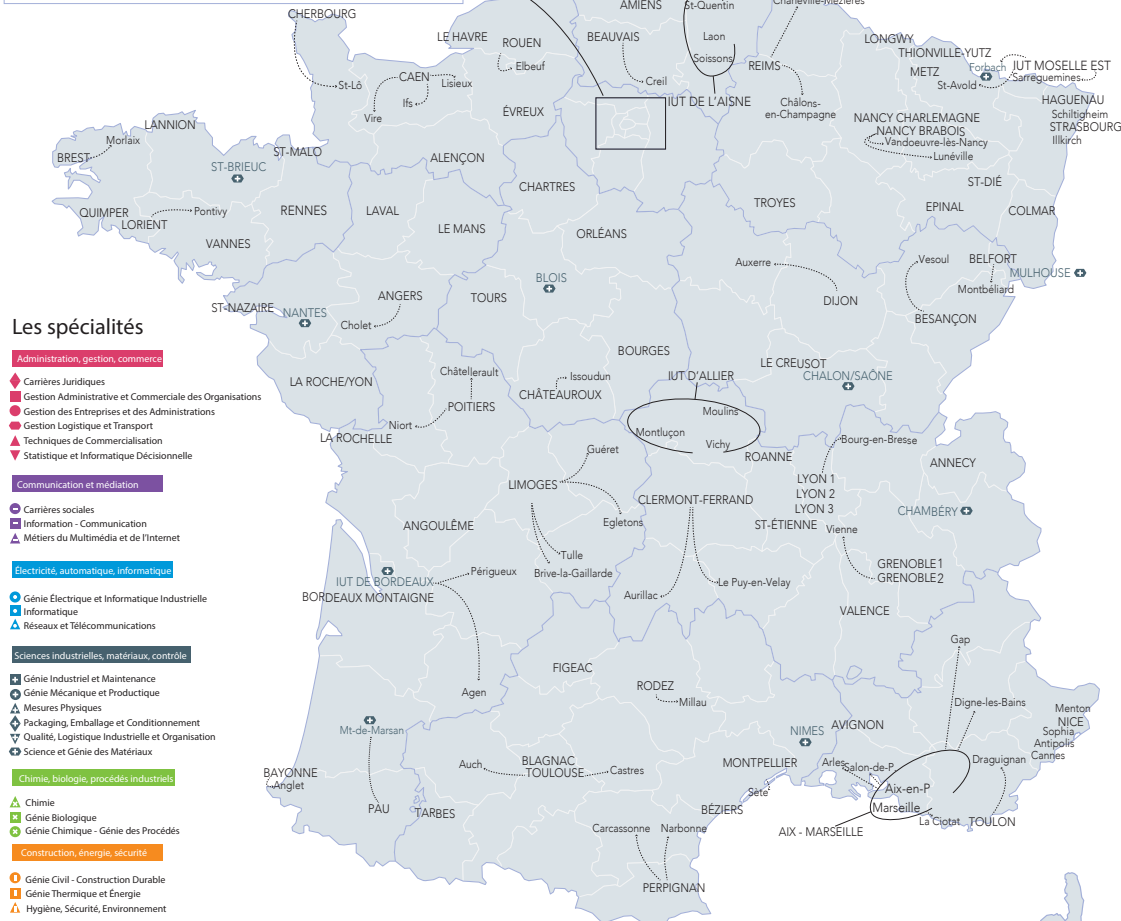 AMIENS
St-Quentin
Charleville-Mézières
CHERBOURG
LE HAVRE
ROUEN
BEAUVAIS
Laon
LONGWY
THIONVILLE-YUTZ
Elbeuf
Soissons
REIMS
METZ
Forbach
IUT MOSELLE EST
Sarreguemines
St-Lô
CAEN
Lisieux
Creil
St-Avold
Ifs
IUT DE L'AISNE
Châlons-
en-Champagne
HAGUENAU
Vire
ÉVREUX
NANCY CHARLEMAGNE
Schiltigheim
LANNION
NANCY BRABOIS
STRASBOURG
Morlaix
Vandoeuvre-lès-Nancy
Illkirch
BREST
ST-MALO
ALENÇON
Lunéville
ST-BRIEUC
CHARTRES
ST-DIÉ
QUIMPER
Pontivy
RENNES
LAVAL
TROYES
EPINAL
COLMAR
LORIENT
LE MANS
ORLÉANS
VANNES
Auxerre
Vesoul
BELFORT
BLOIS
MULHOUSE
ANGERS
TOURS
DIJON
Montbéliard
ST-NAZAIRE
NANTES
BESANÇON
Cholet
Les spécialités
BOURGES
Administration, gestion, commerce
LE CREUSOT
Châtellerault
Issoudun
IUT D'ALLIER
CHALON/SAÔNE
Carrières Juridiques
LA ROCHE/YON
Gestion Administrative et Commerciale des Organisations
CHÂTEAUROUX
Gestion des Entreprises et des Administrations
POITIERS
Moulins
Gestion Logistique et Transport
Niort
Montluçon
Techniques de Commercialisation
LA ROCHELLE
Vichy
Bourg-en-Bresse
Statistique et Informatique Décisionnelle
Guéret
ROANNE
ANNECY
Communication et médiation
LIMOGES
LYON 1
LYON 2
LYON 3
CLERMONT-FERRAND
Carrières sociales
CHAMBÉRY
Information - Communication
ANGOULÊME
Egletons
ST-ÉTIENNE
Vienne
Métiers du Multimédia et de l'Internet
Tulle
GRENOBLE1
Électricité, automatique, informatique
Périgueux
Brive-la-Gaillarde
GRENOBLE2
IUT DE BORDEAUX
Le Puy-en-Velay
Génie Électrique et Informatique Industrielle
BORDEAUX MONTAIGNE
Aurillac
Informatique
VALENCE
Réseaux et Télécommunications
Sciences industrielles, matériaux, contrôle
Gap
FIGEAC
Génie Industriel et Maintenance
RODEZ
Génie Mécanique et Productique
Agen
Millau
Digne-les-Bains
Mesures Physiques
Menton
Packaging, Emballage et Conditionnement
Mt-de-Marsan
NIMES
AVIGNON
NICE
Qualité, Logistique Industrielle et Organisation
Sophia
Antipolis
Science et Génie des Matériaux
Cannes
Auch
BLAGNAC
MONTPELLIER
Arles
Salon-de-P.
Draguignan
Chimie, biologie, procédés industriels
BAYONNE
TOULOUSE
Castres
Anglet
Sète
Aix-en-P
Chimie
PAU
TARBES
BÉZIERS
Marseille
Génie Biologique
La Ciotat
TOULON
Génie Chimique - Génie des Procédés
Carcassonne
Narbonne
AIX - MARSEILLE
Construction, énergie, sécurité
Génie Civil - Construction Durable
PERPIGNAN
Génie Thermique et Énergie
Hygiène, Sécurité, Environnement